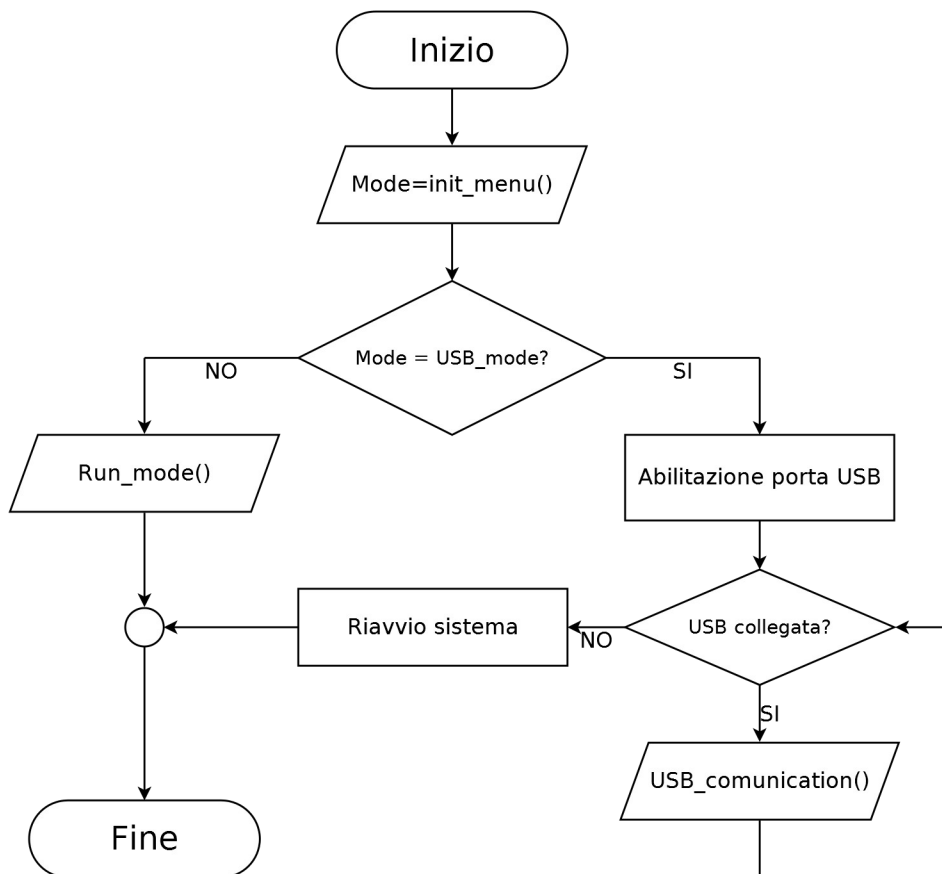 Inizio
Mode=init_menu()
Mode = USB_mode?
NO
SI
Run_mode()
Abilitazione porta USB
Riavvio sistema
NO
USB collegata?
SI
USB_comunication()
Fine